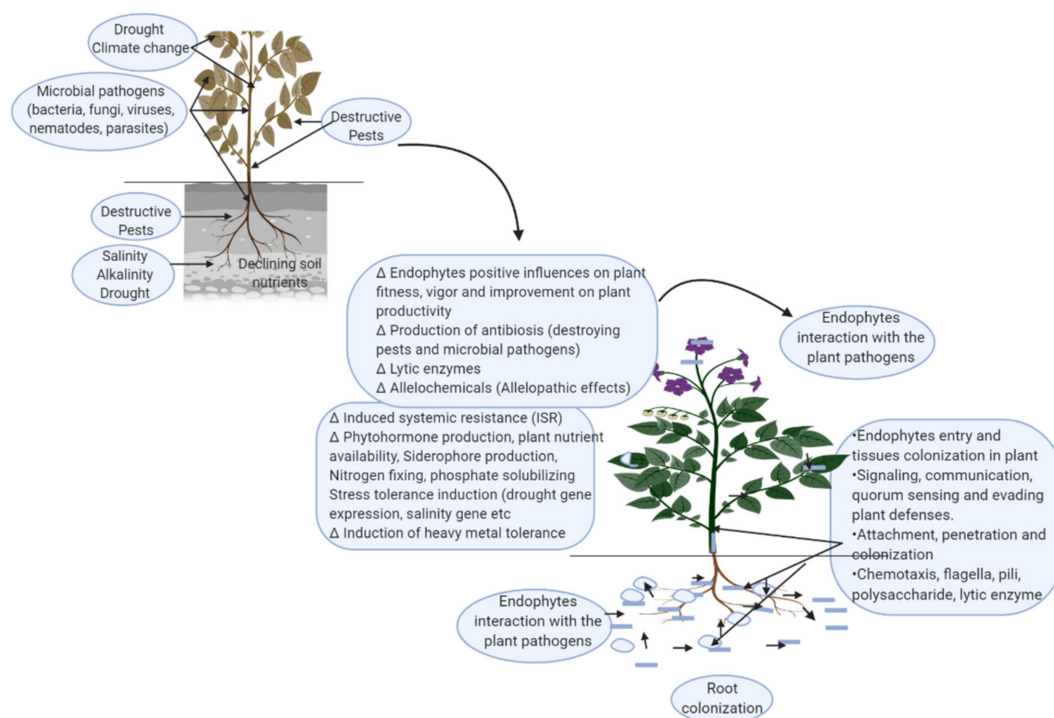 Drought
Climate change
Microbial pathogens
(bacteria, fungi, viruses,
nematodes, parasites)
Destructive
Pests
Destructive
Pests
Salinity
Alkalinity
Drought
Declining soil
nutrients
Δ Endophytes positive influences on plant
fitness, vigor and improvement on plant
productivity
Δ Production of antibiosis (destroying
pests and microbial pathogens)
Δ Lytic enzymes
Δ Allelochemicals (Allelopathic effects)
Δ Induced systemic resistance (ISR)
Δ Phytohormone production, plant nutrient
availability, Siderophore production,
Nitrogen fixing, phosphate solubilizing
Stress tolerance induction (drought gene
expression, salinity gene etc
Δ Induction of heavy metal tolerance
Endophytes
interaction with the
plant pathogens
•Endophytes entry and
tissues colonization in plant
•Signaling, communication,
quorum sensing and evading
plant defenses.
•Attachment, penetration and
colonization
•Chemotaxis, flagella, pili,
polysaccharide, lytic enzyme
Endophytes
interaction with the
plant pathogens
Root
colonization